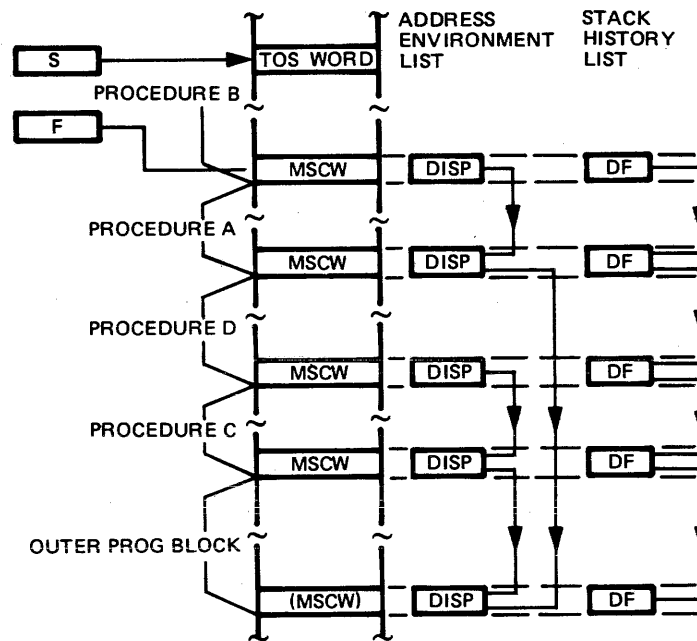 ADDRESS
ENVIRONMENT
LIST
STACK
HISTORY
LIST
S
TOS WORD
PROCEDURE B
F
MSCW
DISP
DF
PROCEDURE A
MSCW
DISP
DF
PROCEDURE D
MSCW
DISP
DF
PROCEDURE C
MSCW
DISP
DF
OUTER PROG BLOCK
(MSCW)
DISP
DF